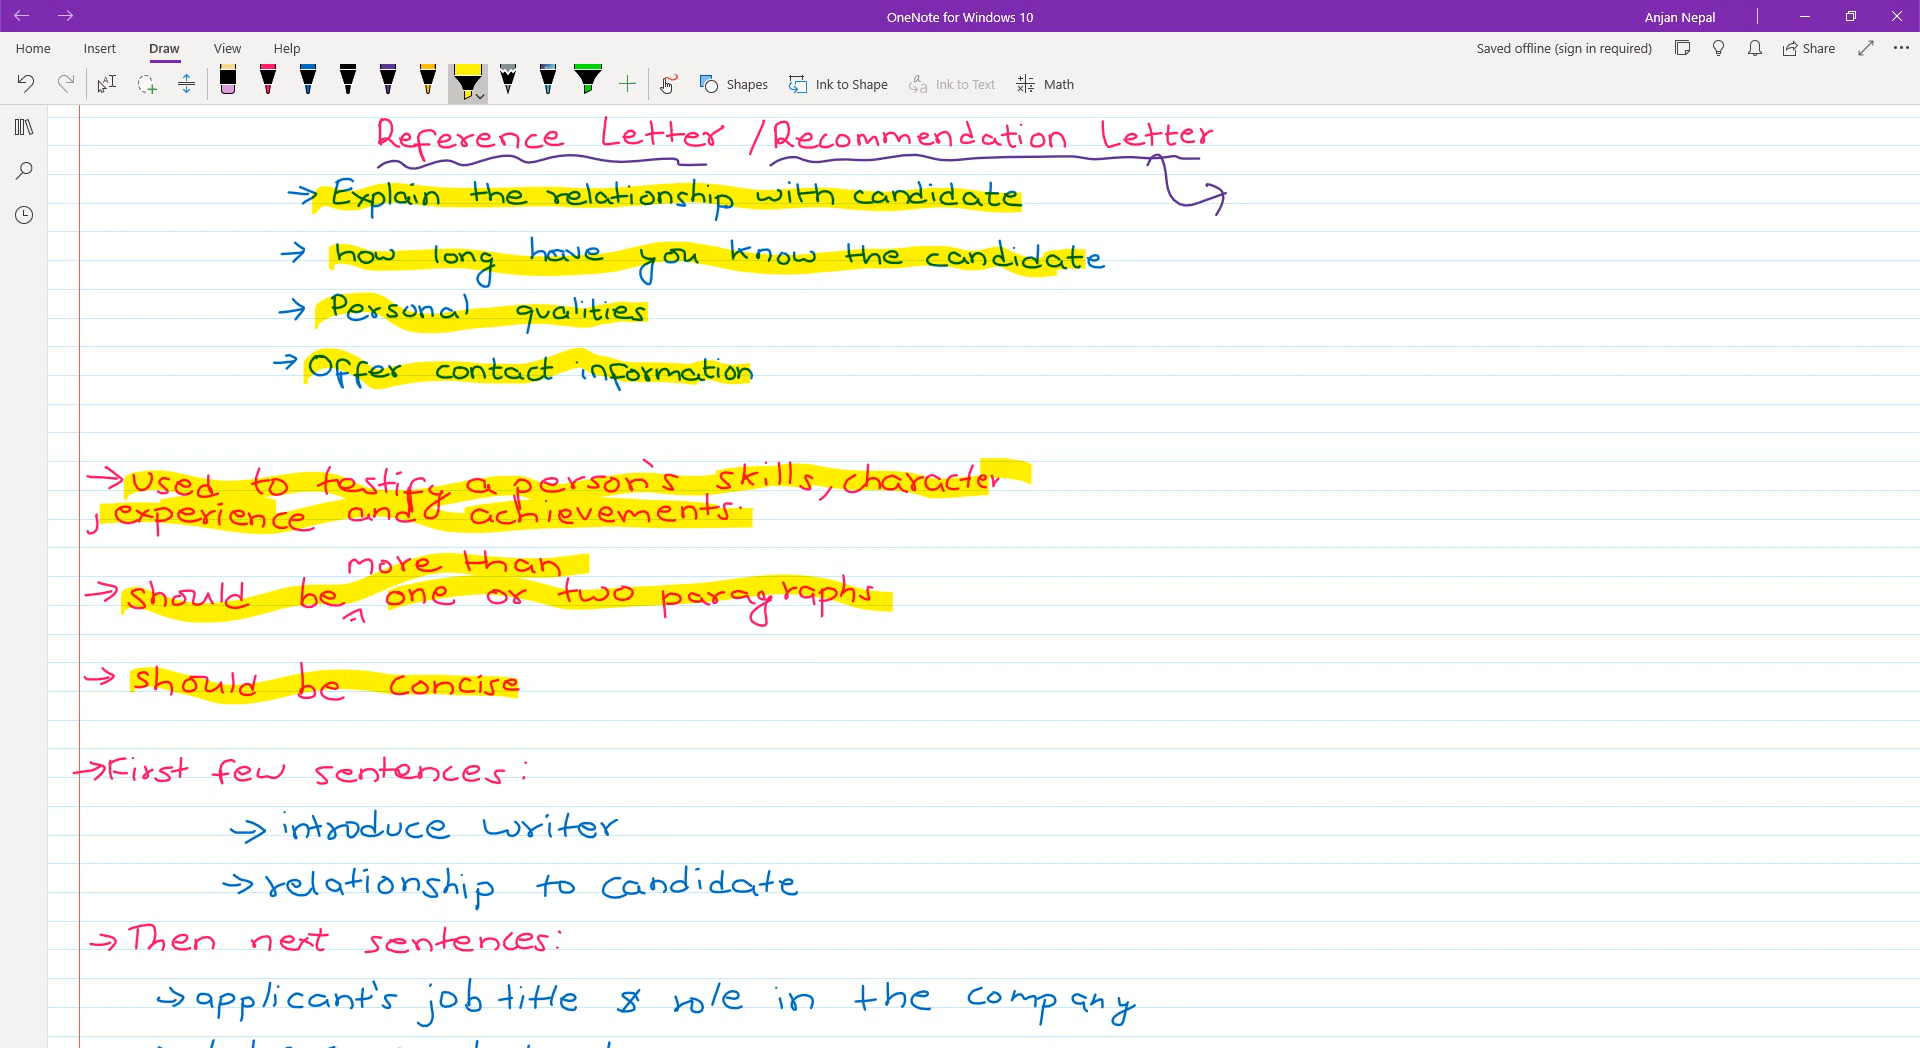 OneNote for Windows 10
Anjan Nepal
Home Insert Draw View Help
Saved offline (sign in required) Share
Shapes Ink to Shape Ink to Text Math
Reference Letter / Recommendation Letter
→ Explain the relationship with candidate
→ how long have you know the candidate
→ Personal qualities
→ Offer contact information
→ Used to testify a person's skills, character
, experience and achievements.
more than
→ should be one or two paragraphs
→ should be concise
→ First few sentences:
→ introduce writer
→ relationship to candidate
→ Then next sentences:
→ applicant's job title & role in the company